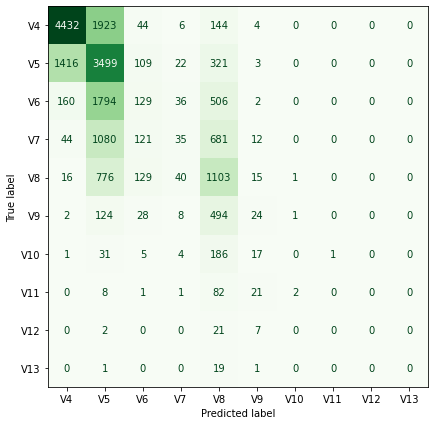 V4 4432 1923 44 6 144 4 0 0 0 0
V5 1416 3499 109 22 321 3 0 0 0 0
V6 160 1794 129 36 506 2 0 0 0 0
V7 44 1080 121 35 681 12 0 0 0 0
V8 16 776 129 40 1103 15 1 0 0 0
V9 2 124 28 8 494 24 1 0 0 0
V10 1 31 5 4 186 17 0 1 0 0
V11 0 8 1 1 82 21 2 0 0 0
V12 0 2 0 0 21 7 0 0 0 0
V13 0 1 0 0 19 1 0 0 0 0
V4 V5 V6 V7 V8 V9 V10 V11 V12 V13
Predicted label
True label